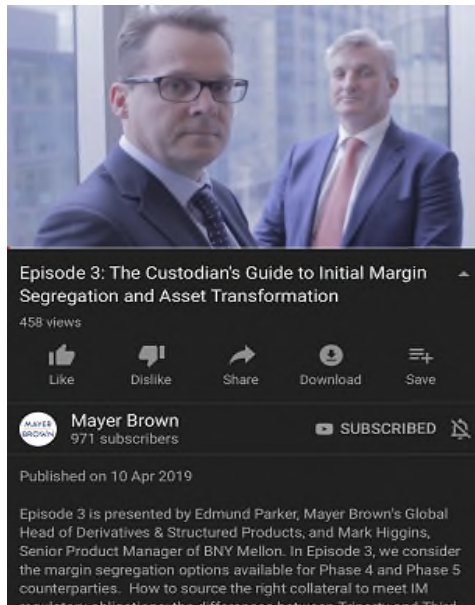 Episode 3: The Custodian's Guide to Initial Margin
Segregation and Asset Transformation
458 views
Like Dislike Share Download Save
MAYER
BROWN
Mayer Brown
971 subscribers
SUBSCRIBED
Published on 10 Apr 2019
Episode 3 is presented by Edmund Parker, Mayer Brown's Global
Head of Derivatives & Structured Products, and Mark Higgins,
Senior Product Manager of BNY Mellon. In Episode 3, we consider
the margin segregation options available for Phase 4 and Phase 5
counterparties. How to source the right collateral to meet IM